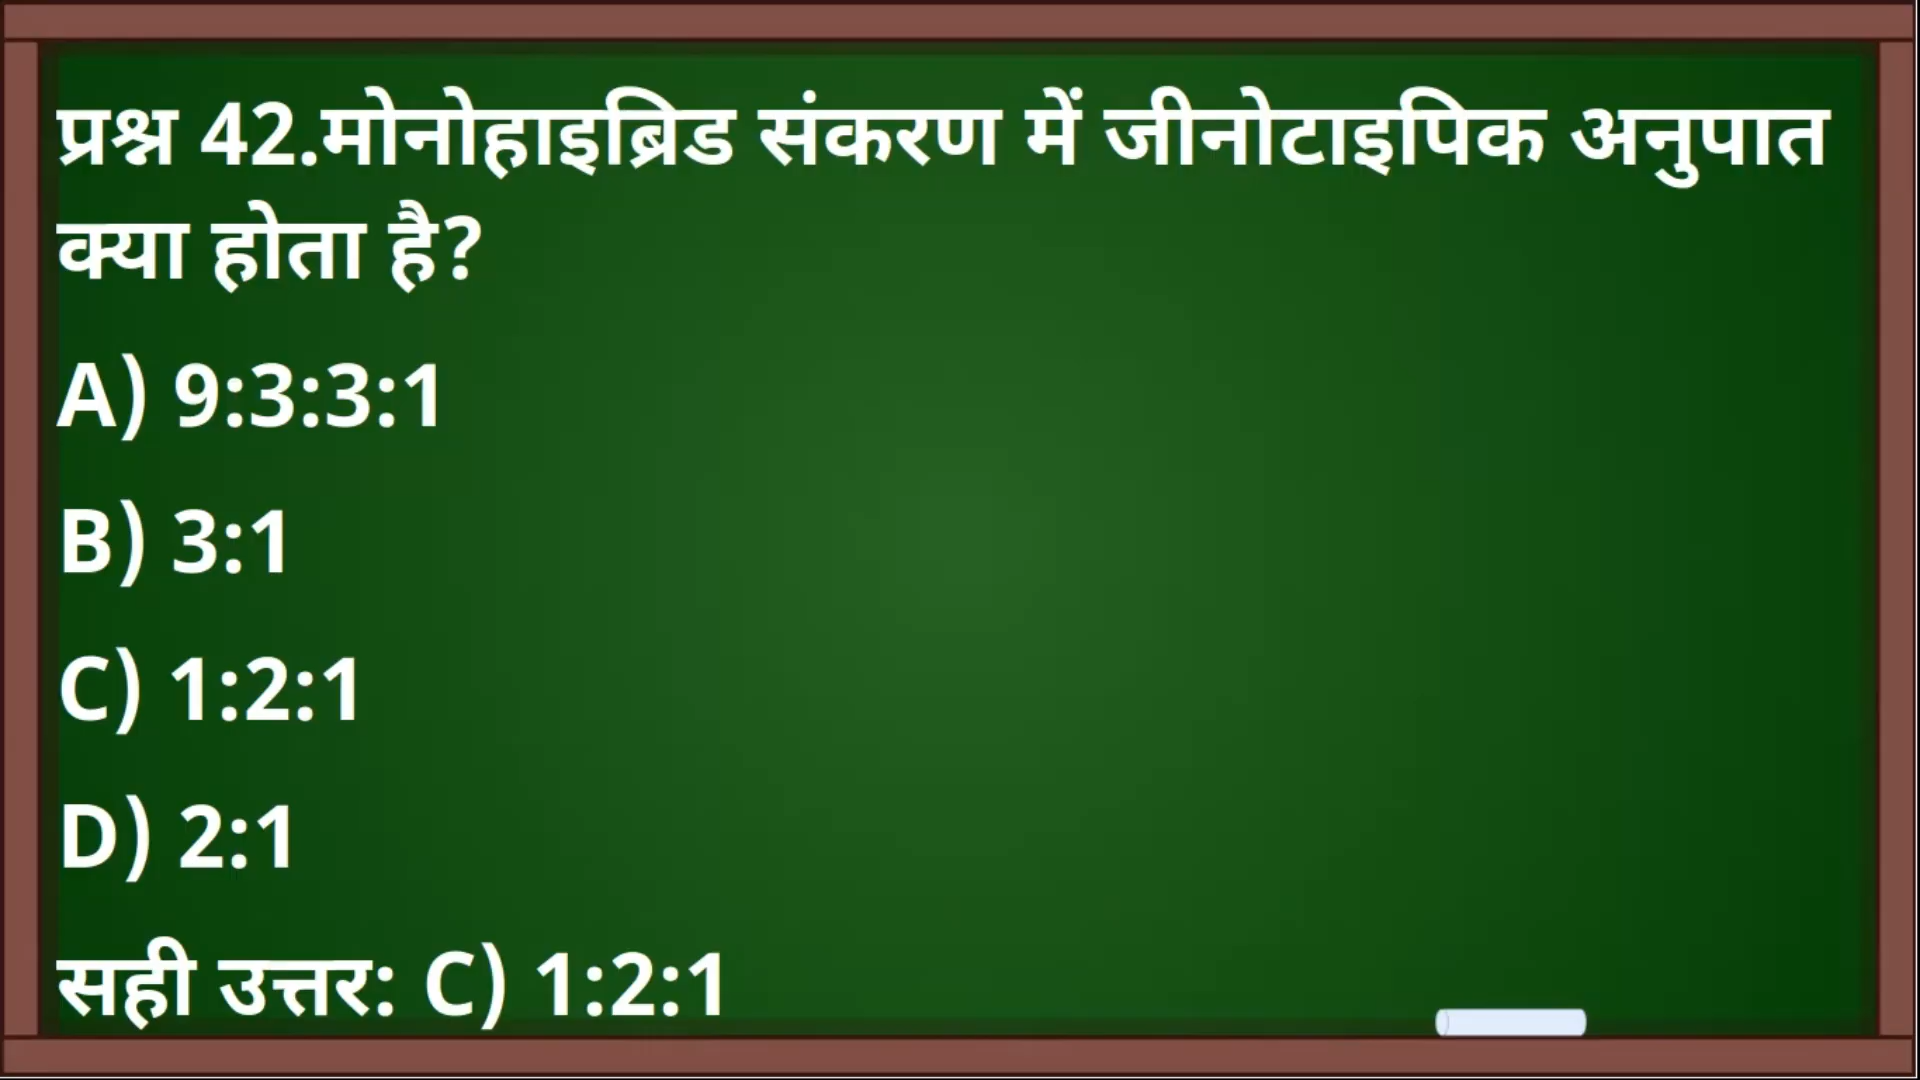 प्रश्न 42.मोनोहाइब्रिड संकरण में जीनोटाइपिक अनुपात
क्या होता है?
A) 9:3:3:1
B) 3:1
C) 1:2:1
D) 2:1
सही उत्तर: C) 1:2:1